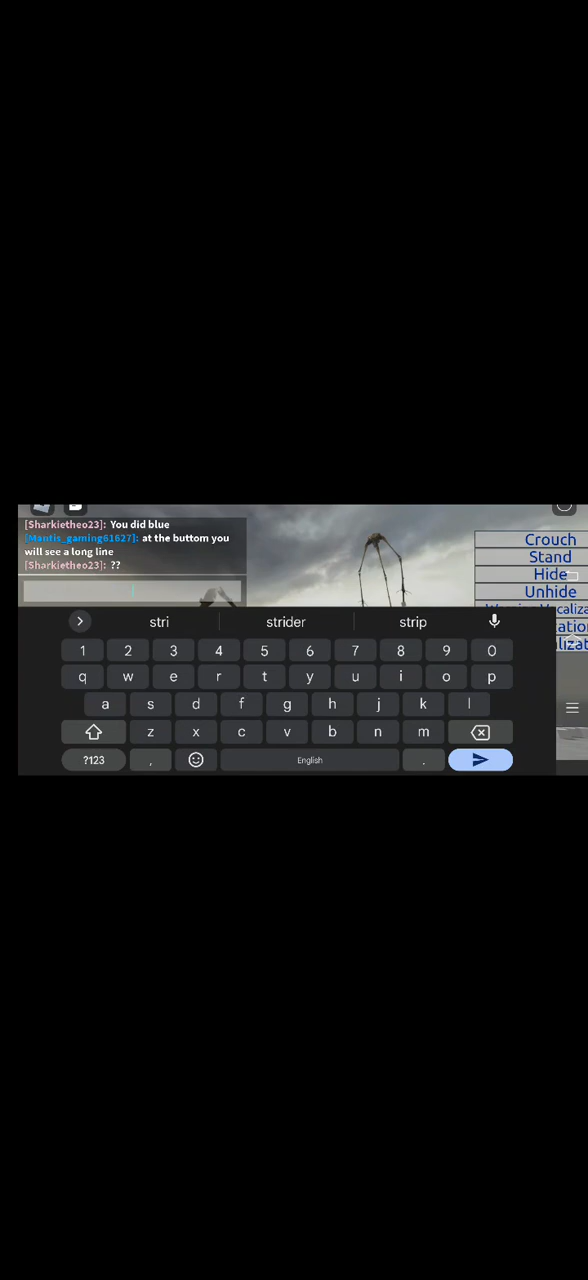 [Sharkietheo23]: You did blue
[Mantis_gaming61627]: at the buttom you
will see a long line
[Sharkietheo23]: ??
Crouch
Stand
Hide
Unhide
stri strider strip
1 2 3 4 5 6 7 8 9 0
q w e r t y u i o p
a s d f g h j k l
z x c v b n m
?123 , English .